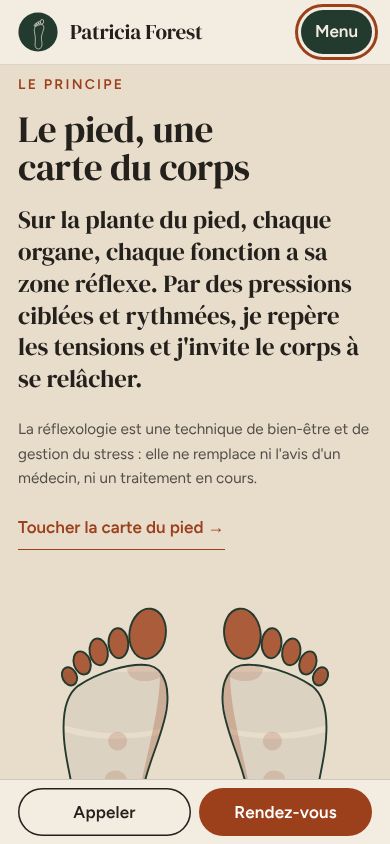 Patricia Forest
Menu
LE PRINCIPE
Le pied, une
carte du corps
Sur la plante du pied, chaque
organe, chaque fonction a sa
zone réflexe. Par des pressions
ciblées et rythmées, je repère
les tensions et j'invite le corps à
se relâcher.
La réflexologie est une technique de bien-être et de
gestion du stress : elle ne remplace ni l'avis d'un
médecin, ni un traitement en cours.
Toucher la carte du pied →
Appeler
Rendez-vous